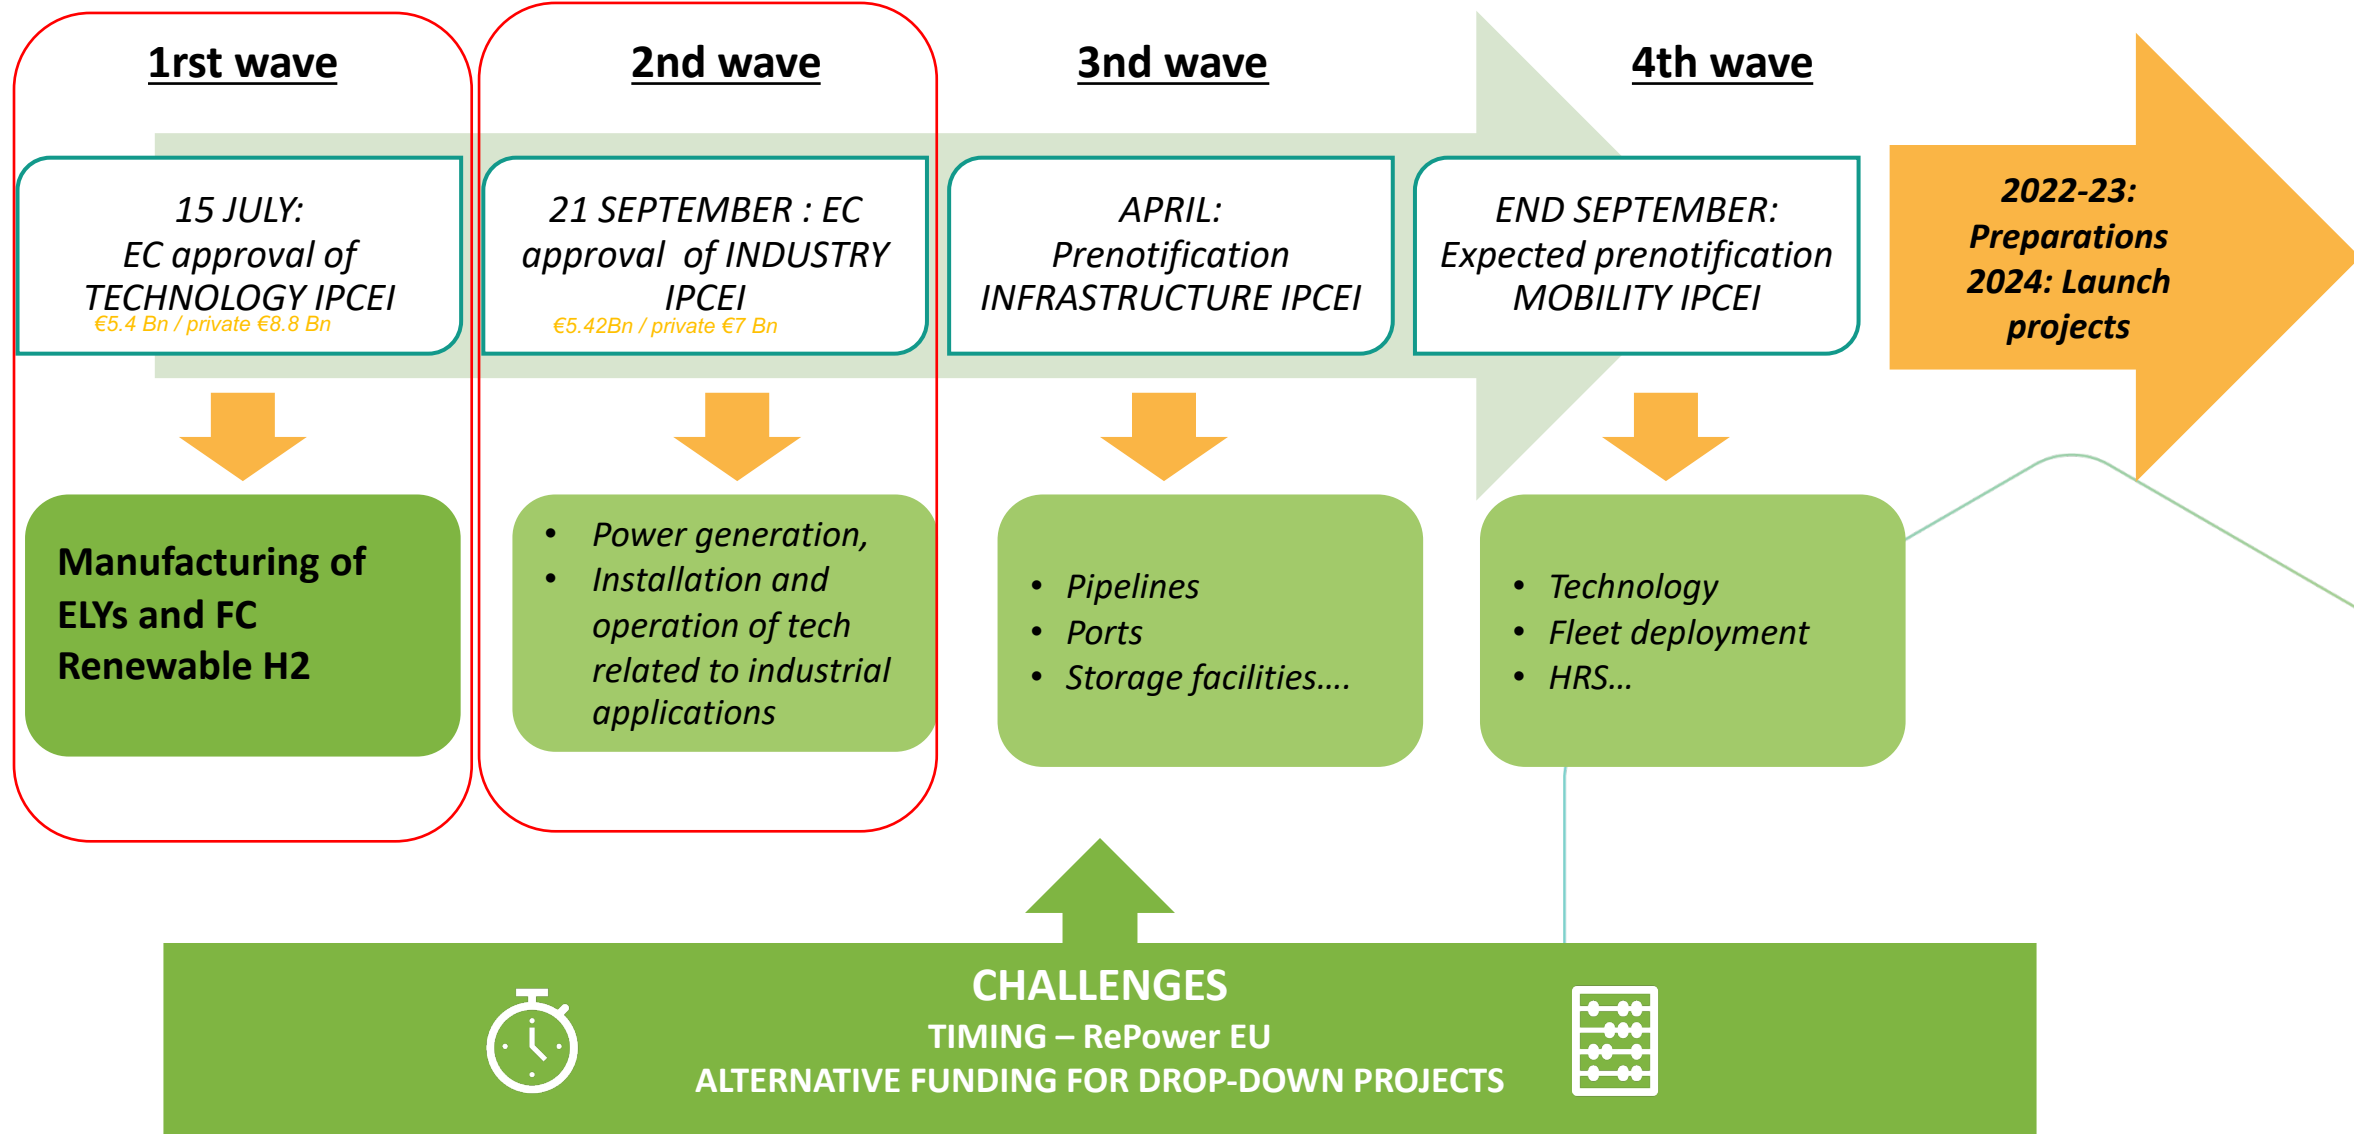 1rst wave
2nd wave
3nd wave
4th wave
15 JULY:
EC approval of
TECHNOLOGY IPCEI
€5.4 Bn / private €8.8 Bn
21 SEPTEMBER : EC
approval of INDUSTRY
IPCEI
€5.42Bn / private €7 Bn
APRIL:
Prenotification
INFRASTRUCTURE IPCEI
END SEPTEMBER:
Expected prenotification
MOBILITY IPCEI
2022-23:
Preparations
2024: Launch
projects
Manufacturing of
ELYs and FC
Renewable H2
• Power generation,
• Installation and
operation of tech
related to industrial
applications
• Pipelines
• Ports
• Storage facilities....
• Technology
• Fleet deployment
• HRS...
CHALLENGES
TIMING – RePower EU
ALTERNATIVE FUNDING FOR DROP-DOWN PROJECTS